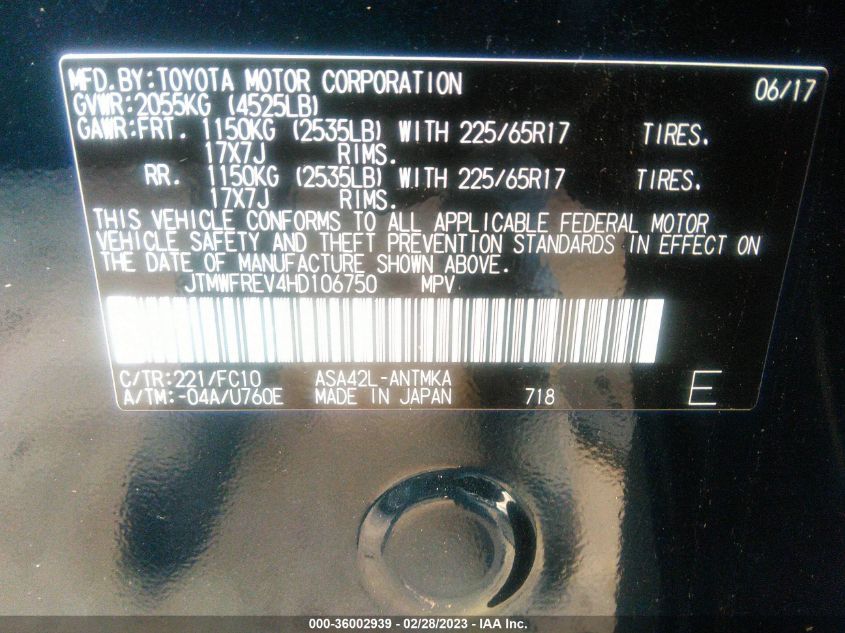 MFD.BY:TOYOTA MOTOR CORPORATION 06/17
GVWR:2055KG (4525LB)
GAWR:FRT. 1150KG (2535LB) WITH 225/65R17 TIRES.
17X7J RIMS.
RR. 1150KG (2535LB) WITH 225/65R17 TIRES.
17X7J RIMS.
THIS VEHICLE CONFORMS TO ALL APPLICABLE FEDERAL MOTOR
VEHICLE SAFETY AND THEFT PREVENTION STANDARDS IN EFFECT ON
THE DATE OF MANUFACTURE SHOWN ABOVE.
JTMWFREV4HD106750 MPV
C/TR:221/FC10 ASA42L-ANTMKA
A/TM:-04A/U760E MADE IN JAPAN 718 E
000-36002939 - 02/28/2023 - IAA Inc.